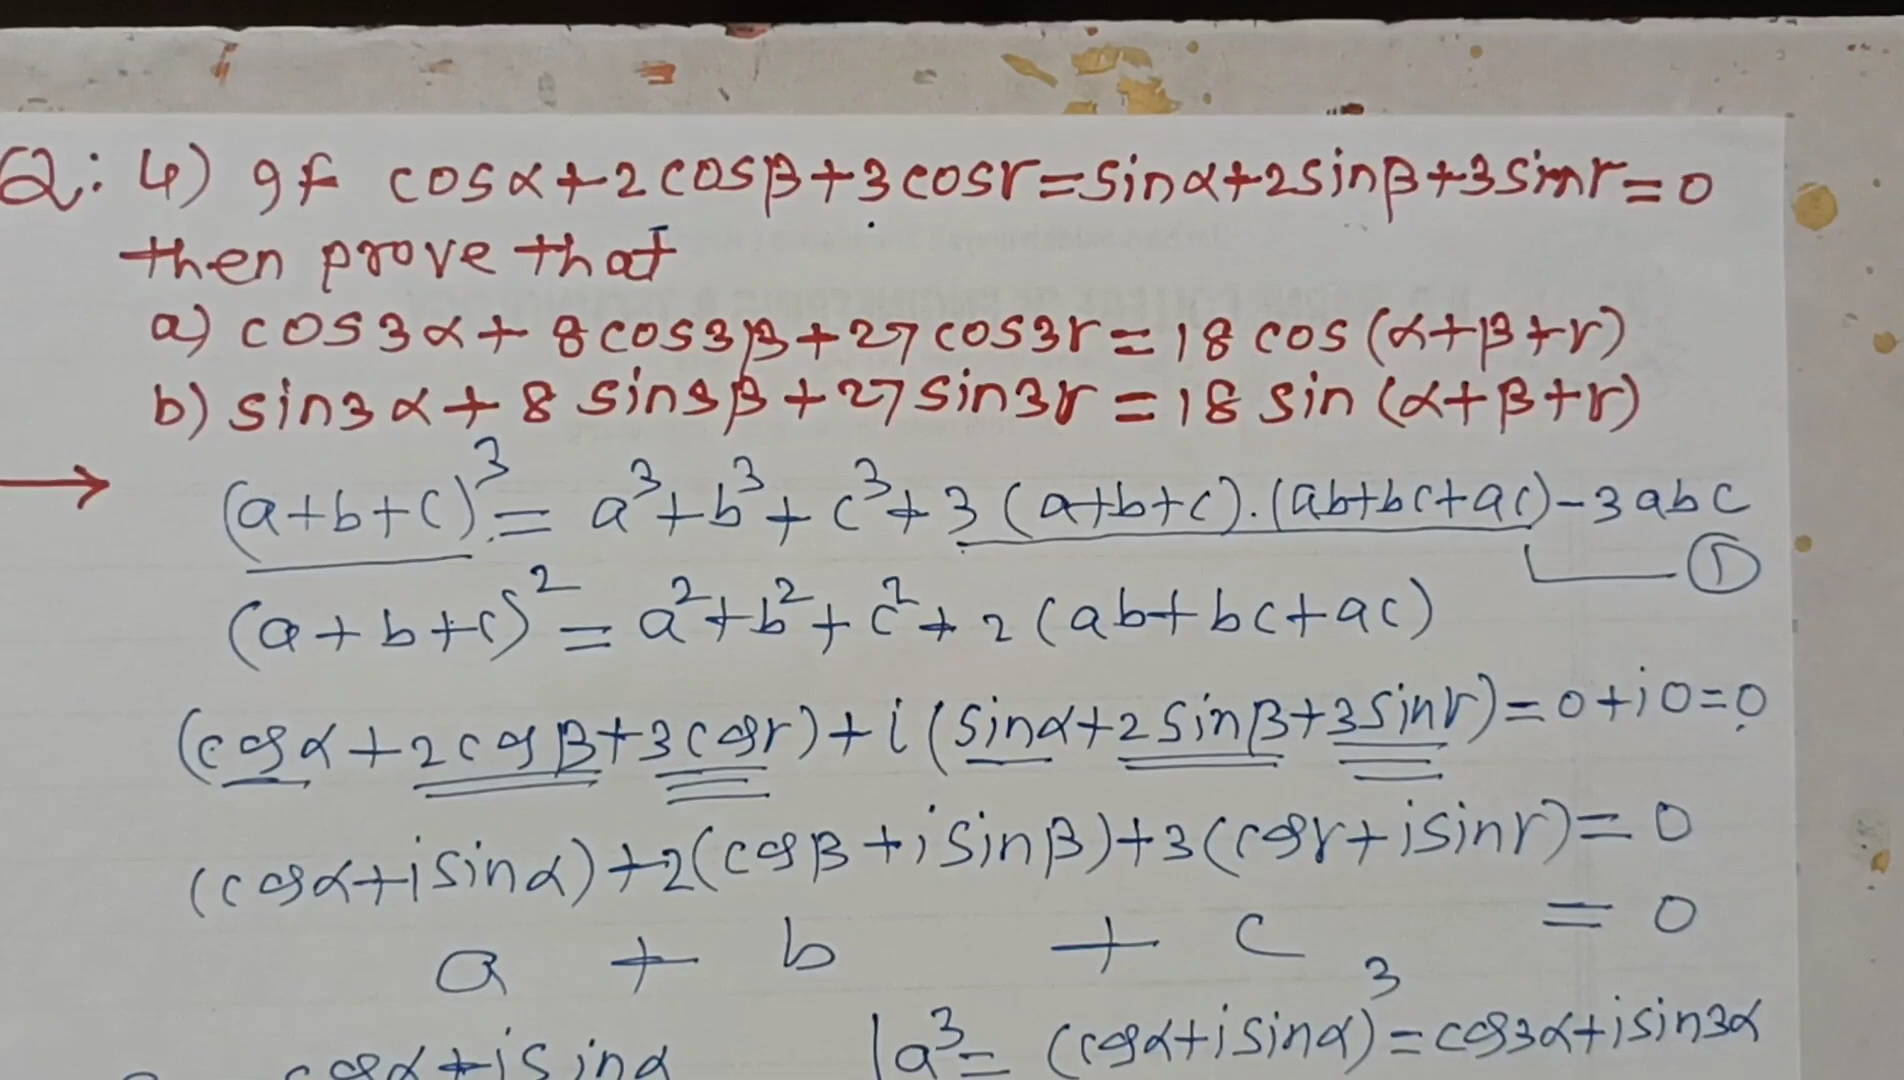 Q: 4) If cosα+2cosβ+3cosr=sinα+2sinβ+3sinr=0
then prove that
a) cos3α+8cos3β+27cos3r=18cos(α+β+r)
b) sin3α+8sin3β+27sin3r=18sin(α+β+r)
→ (a+b+c)³=a³+b³+c³+3(a+b+c).(ab+bc+ac)-3abc
①
(a+b+c)²=a²+b²+c²+2(ab+bc+ac)
(cosα+2cosβ+3cosr)+i(sinα+2sinβ+3sinr)=0+i0=0
(cosα+isinα)+2(cosβ+isinβ)+3(cosr+isinr)=0
a + b + c = 0
cosα+isinα |a³=(cosα+isinα)³=cos3α+isin3α